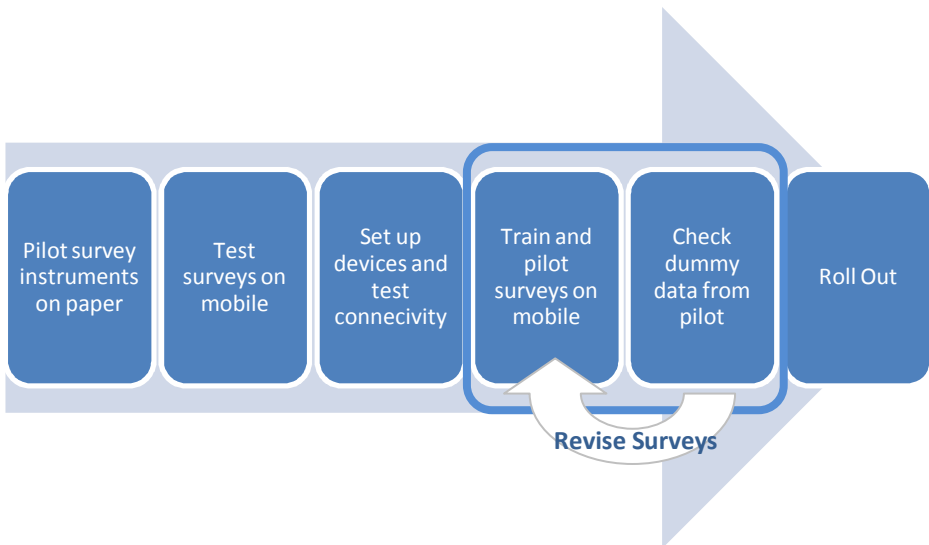 Pilot survey
instruments
on paper
Test
surveys on
mobile
Set up
devices and
test
connecivity
Train and
pilot
surveys on
mobile
Check
dummy
data from
pilot
Roll Out
Revise Surveys